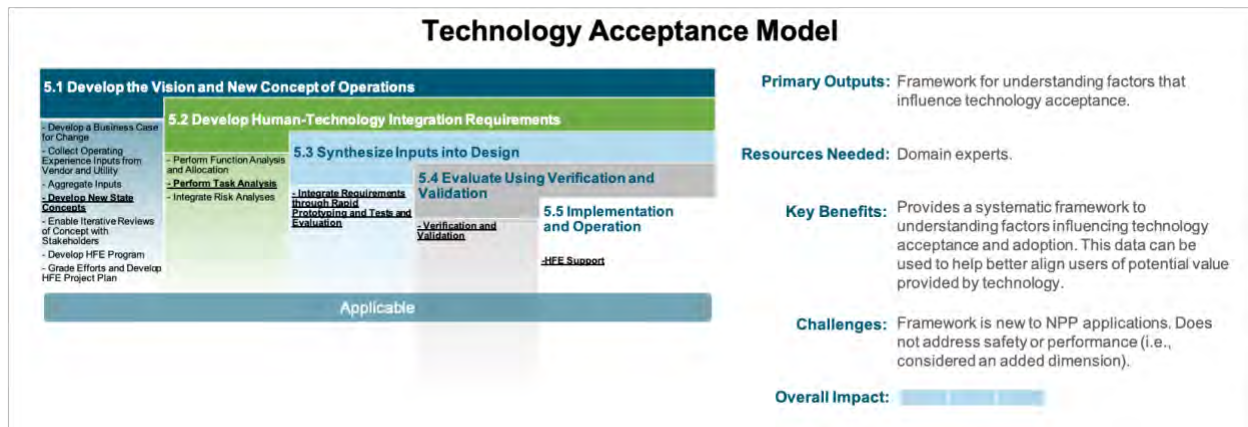 Technology Acceptance Model
5.1 Develop the Vision and New Concept of Operations
- Develop a Business Case
for Change
- Collect Operating
Experience Inputs from
Vendor and Utility
- Aggregate Inputs
- Develop New State
Concepts
- Enable Iterative Reviews
of Concept with
Stakeholders
- Develop HFE Program
- Grade Efforts and Develop
HFE Project Plan
5.2 Develop Human-Technology Integration Requirements
- Perform Function Analysis
and Allocation
- Perform Task Analysis
- Integrate Risk Analyses
5.3 Synthesize Inputs into Design
- Integrate Requirements
through Rapid
Prototyping and Tests and
Evaluation
5.4 Evaluate Using Verification and
Validation
- Verification and
Validation
5.5 Implementation
and Operation
-HFE Support
Applicable
Primary Outputs: Framework for understanding factors that
influence technology acceptance.
Resources Needed: Domain experts.
Key Benefits: Provides a systematic framework to
understanding factors influencing technology
acceptance and adoption. This data can be
used to help better align users of potential value
provided by technology.
Challenges: Framework is new to NPP applications. Does
not address safety or performance (i.e.,
considered an added dimension).
Overall Impact: